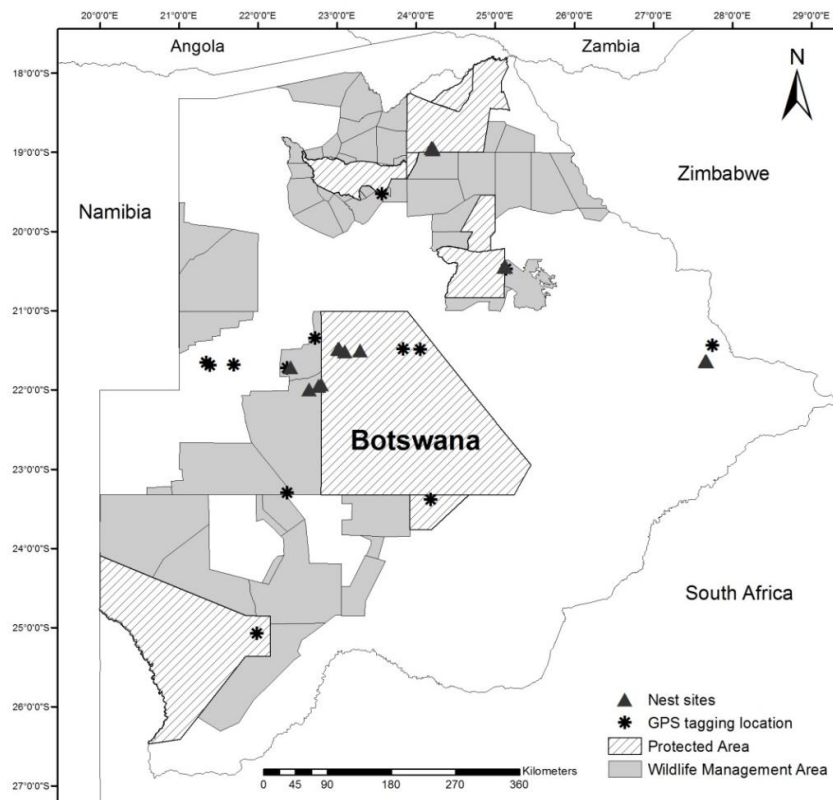 20°0'0"E 21°0'0"E 22°0'0"E 23°0'0"E 24°0'0"E 25°0'0"E 26°0'0"E 27°0'0"E 28°0'0"E 29°0'0"E
Angola
Zambia
18°0'0"S
N
19°0'0"S
Zimbabwe
Namibia
20°0'0"S
21°0'0"S
22°0'0"S
Botswana
23°0'0"S
24°0'0"S
South Africa
25°0'0"S
Nest sites
26°0'0"S
GPS tagging location
Protected Area
Kilometers
Wildlife Management Area
0 45 90 180 270 360
27°0'0"S